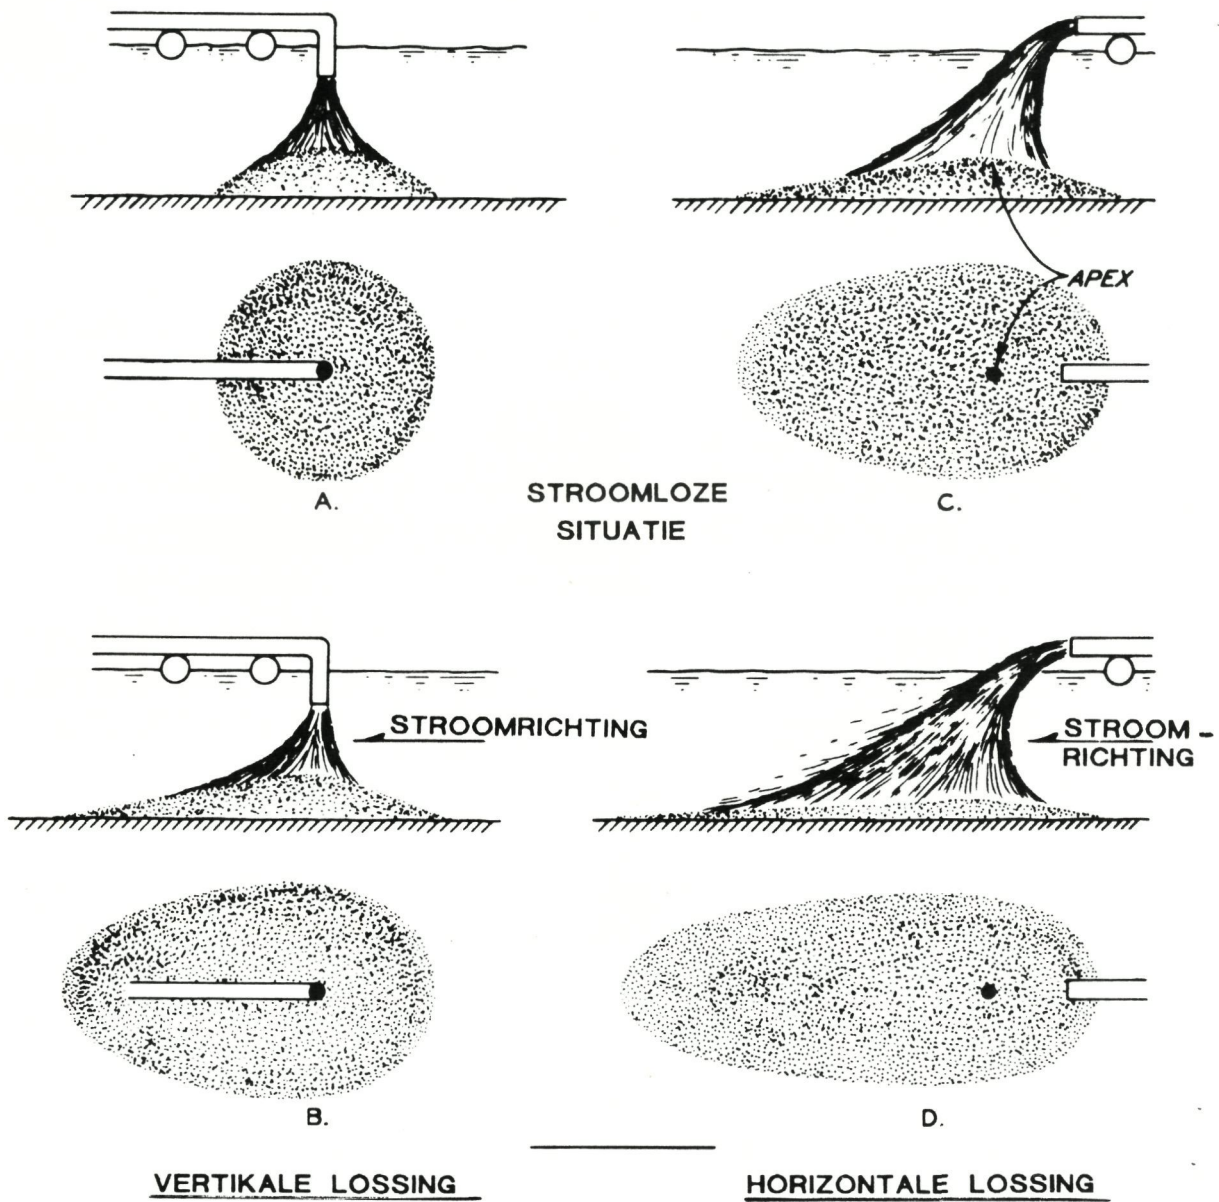 APEX
A.
STROOMLOZE
SITUATIE
C.
STROOMRICHTING
STROOM-
RICHTING
B.
D.
VERTIKALE LOSSING
HORIZONTALE LOSSING